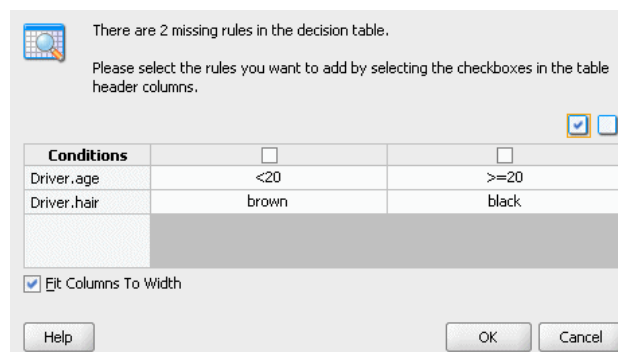 There are 2 missing rules in the decision table.
Please select the rules you want to add by selecting the checkboxes in the table
header columns.
Conditions
Driver.age <20 >=20
Driver.hair brown black
Fit Columns To Width
Help OK Cancel